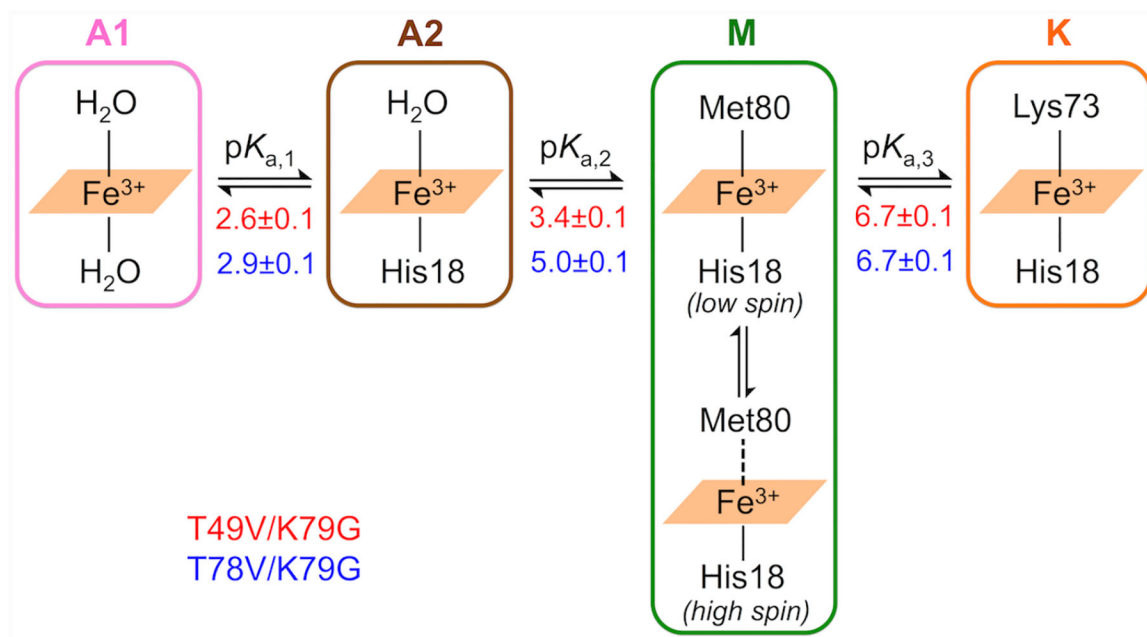 A1
A2
M
K
H₂O
Fe³⁺
H₂O
pKa,1
2.6±0.1
2.9±0.1
H₂O
Fe³⁺
His18
pKa,2
3.4±0.1
5.0±0.1
Met80
Fe³⁺
His18
(low spin)
Met80
Fe³⁺
His18
(high spin)
pKa,3
6.7±0.1
6.7±0.1
Lys73
Fe³⁺
His18
T49V/K79G
T78V/K79G